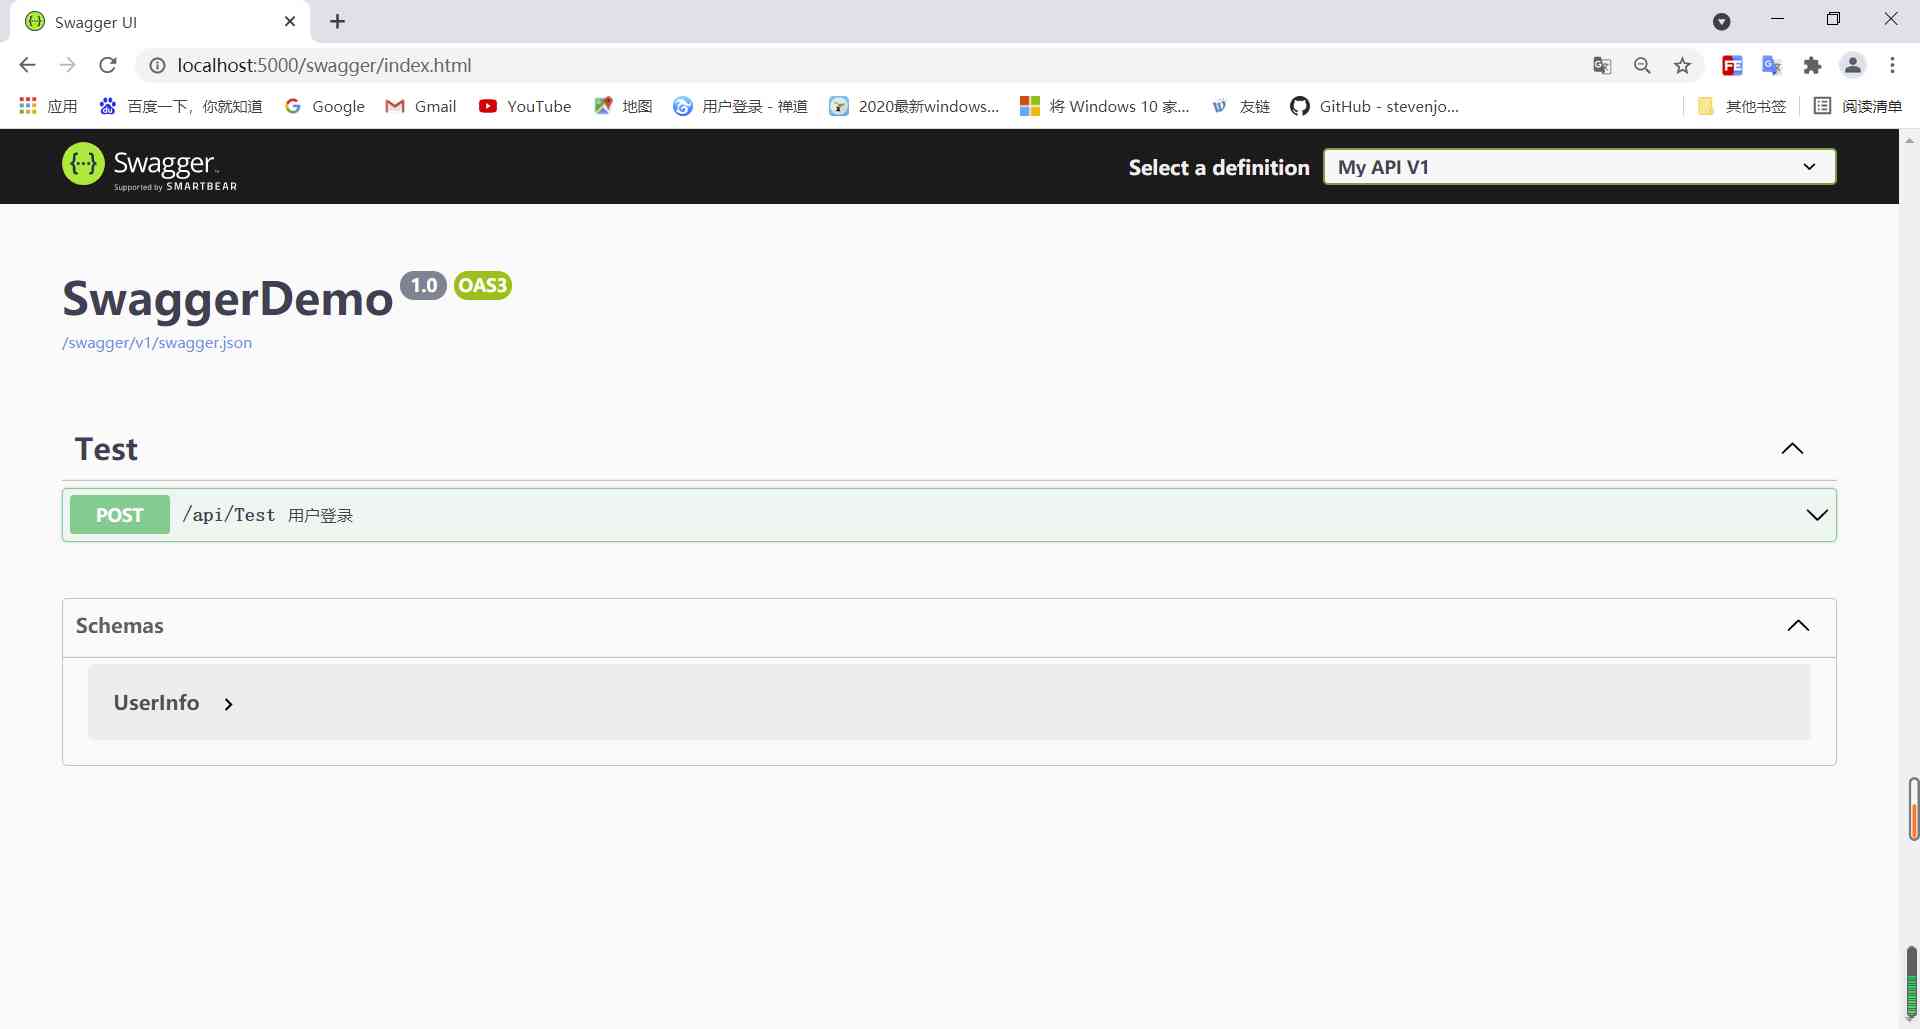 Swagger UI
localhost:5000/swagger/index.html
应用 百度一下，你就知道 Google Gmail YouTube 地图 用户登录 - 禅道 2020最新windows... 将 Windows 10 家... 友链 GitHub - stevenjo... 其他书签 阅读清单
Swagger™
Supported by SMARTBEAR
Select a definition My API V1
SwaggerDemo 1.0 OAS3
/swagger/v1/swagger.json
Test
POST /api/Test 用户登录
Schemas
UserInfo